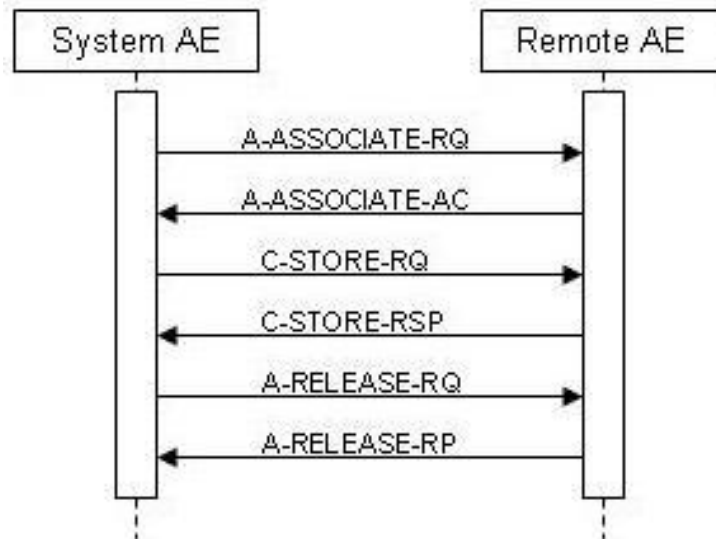 System AE
Remote AE
A-ASSOCIATE-RQ
A-ASSOCIATE-AC
C-STORE-RQ
C-STORE-RSP
A-RELEASE-RQ
A-RELEASE-RP